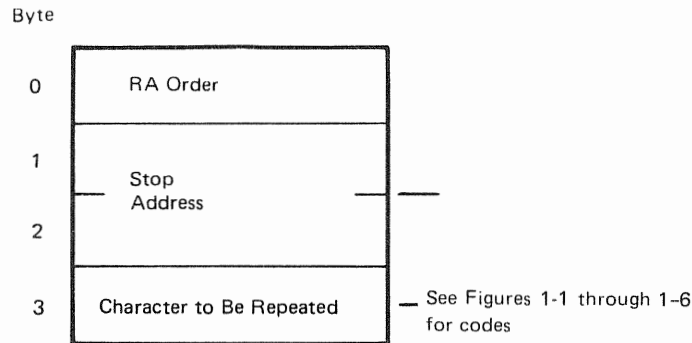 Byte
0 RA Order
1
Stop
Address
2
3 Character to Be Repeated See Figures 1-1 through 1-6
for codes